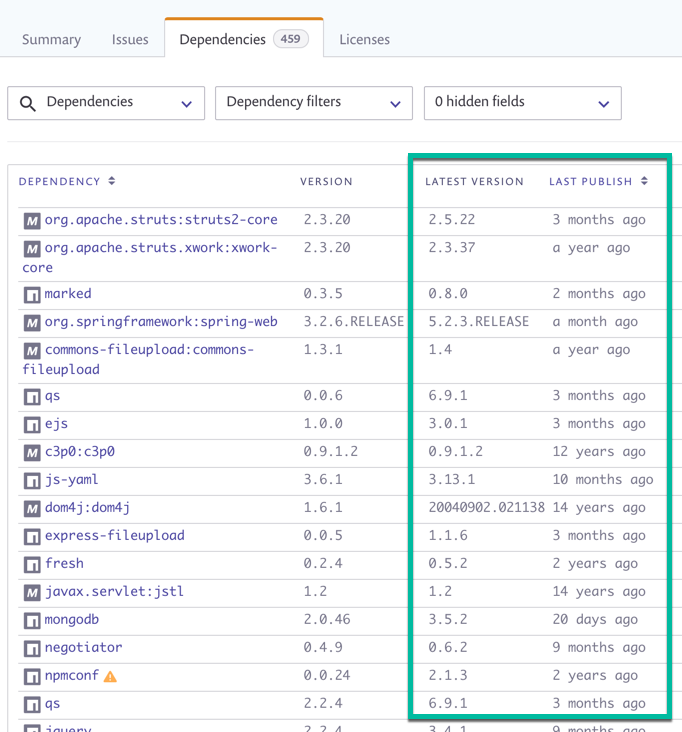 Summary Issues Dependencies 459 Licenses
Dependencies Dependency filters 0 hidden fields
DEPENDENCY VERSION LATEST VERSION LAST PUBLISH
M org.apache.struts:struts2-core 2.3.20 2.5.22 3 months ago
M org.apache.struts.xwork:xwork- 2.3.20 2.3.37 a year ago
core
marked 0.3.5 0.8.0 2 months ago
M org.springframework:spring-web 3.2.6.RELEASE 5.2.3.RELEASE a month ago
M commons-fileupload:commons- 1.3.1 1.4 a year ago
fileupload
qs 0.0.6 6.9.1 3 months ago
ejs 1.0.0 3.0.1 3 months ago
M c3p0:c3p0 0.9.1.2 0.9.1.2 12 years ago
js-yaml 3.6.1 3.13.1 10 months ago
M dom4j:dom4j 1.6.1 20040902.021138 14 years ago
express-fileupload 0.0.5 1.1.6 3 months ago
fresh 0.2.4 0.5.2 2 years ago
M javax.servlet:jstl 1.2 1.2 14 years ago
mongodb 2.0.46 3.5.2 20 days ago
negotiator 0.4.9 0.6.2 9 months ago
npmconf 0.0.24 2.1.3 2 years ago
qs 2.2.4 6.9.1 3 months ago
jquery 2.2.4 3.4.1 9 months ago